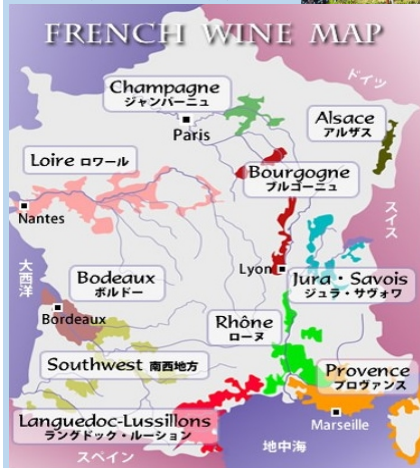 FRENCH WINE MAP
ドイツ
Champagne
シャンパーニュ
Paris
Alsace
アルザス
Loire ロワール
Bourgogne
ブルゴーニュ
Nantes
スイス
大西洋
Bodeaux
ボルドー
Bordeaux
Lyon
Jura・Savois
ジュラ・サヴォワ
Rhône
ローヌ
Southwest 南西地方
Provence
プロヴァンス
Languedoc-Lussillons
ラングドック・ルーション
Marseille
地中海
スペイン